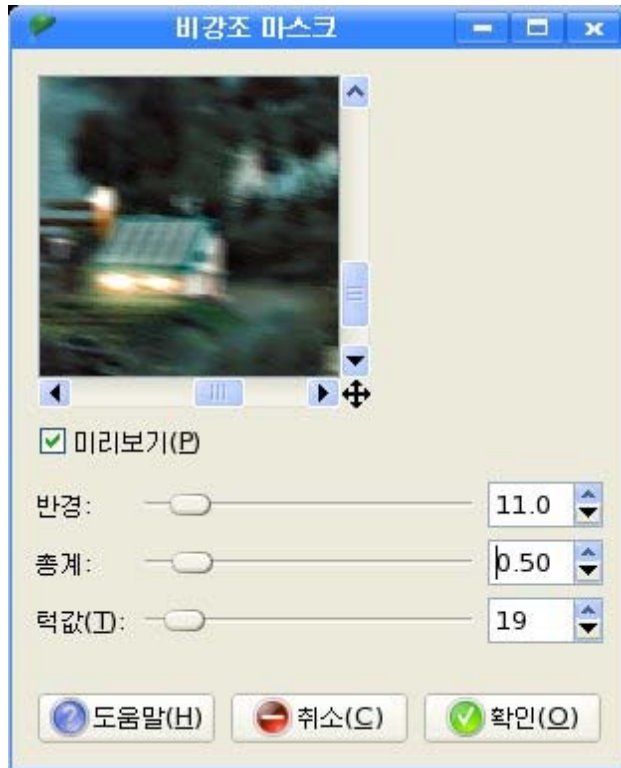 비강조 마스크
미리보기(P)
반경: 11.0
총계: 0.50
턱값(T): 19
도움말(H) 취소(C) 확인(O)